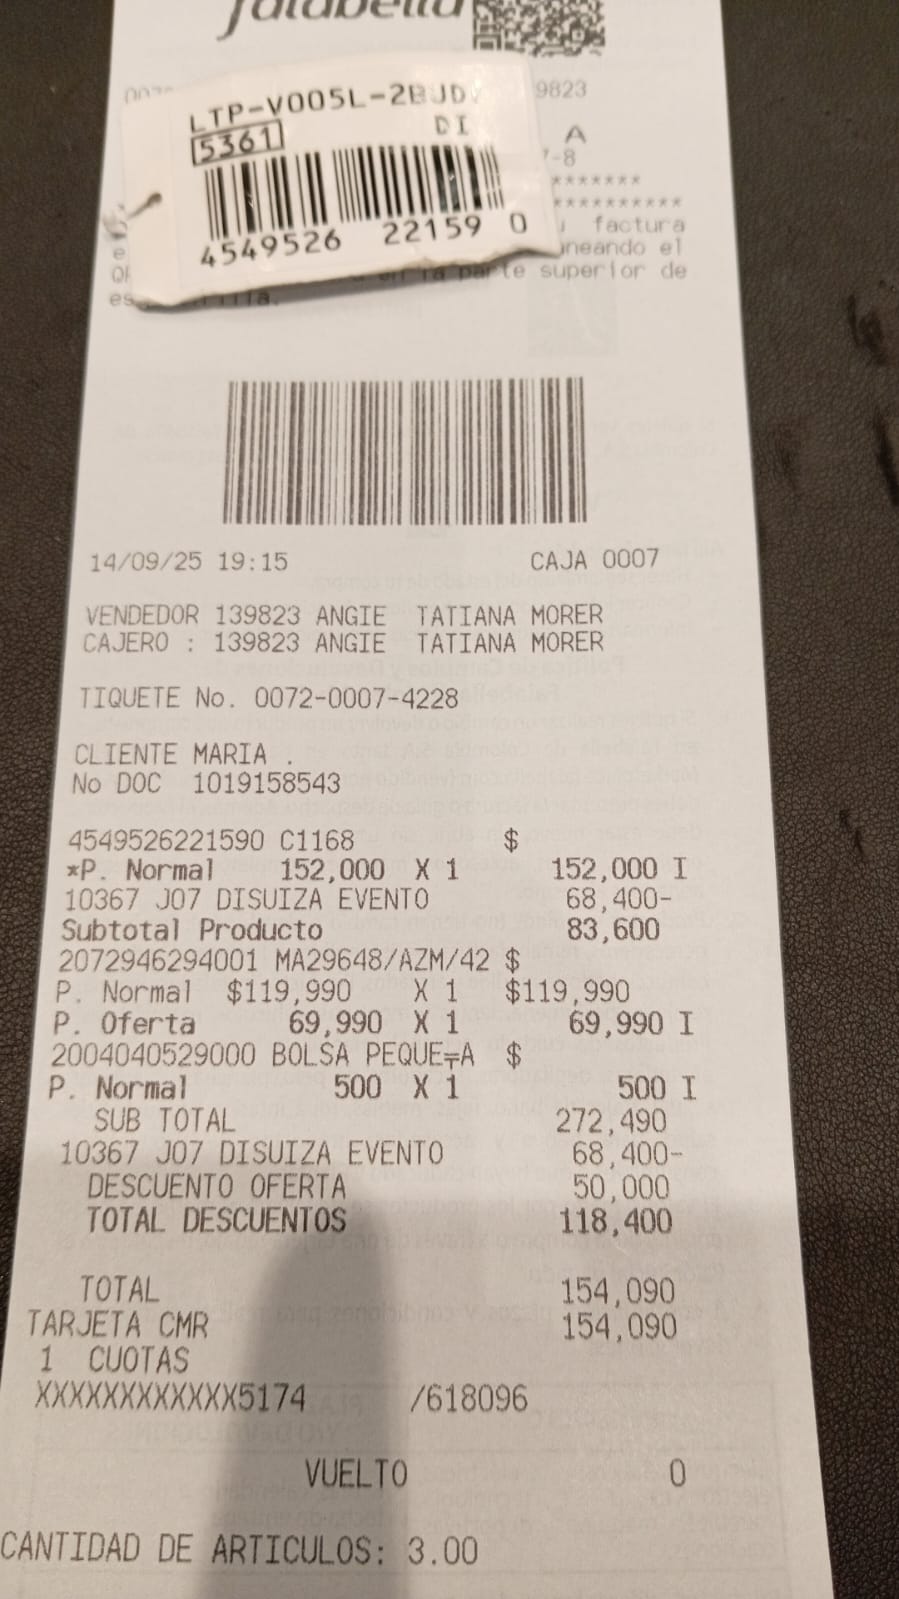 falabella
LTP-V005L-2BUD
DI
5361
4549526 22159 0
9823
A
7-8
*******
**********
factura
el
en la parte superior de
14/09/25 19:15 CAJA 0007
VENDEDOR 139823 ANGIE TATIANA MORER
CAJERO : 139823 ANGIE TATIANA MORER
TIQUETE No. 0072-0007-4228
CLIENTE MARIA .
No DOC 1019158543
4549526221590 C1168 $
*P. Normal 152,000 X 1 152,000 I
10367 J07 DISUIZA EVENTO 68,400-
Subtotal Producto 83,600
2072946294001 MA29648/AZM/42 $
P. Normal $119,990 X 1 $119,990
P. Oferta 69,990 X 1 69,990 I
2004040529000 BOLSA PEQUE╤A $
P. Normal 500 X 1 500 I
SUB TOTAL 272,490
10367 J07 DISUIZA EVENTO 68,400-
DESCUENTO OFERTA 50,000
TOTAL DESCUENTOS 118,400
TOTAL 154,090
TARJETA CMR 154,090
1 CUOTAS
XXXXXXXXXXXX5174 /618096
VUELTO 0
CANTIDAD DE ARTICULOS: 3.00